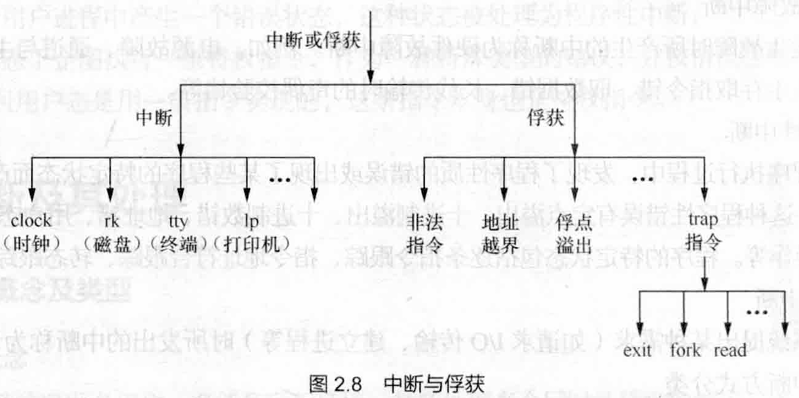 中断或俘获
中断
俘获
clock
(时钟)
rk
(磁盘)
tty
(终端)
lp
(打印机)
...
非法
指令
地址
越界
浮点
溢出
...
trap
指令
...
exit
fork
read
图 2.8 中断与俘获